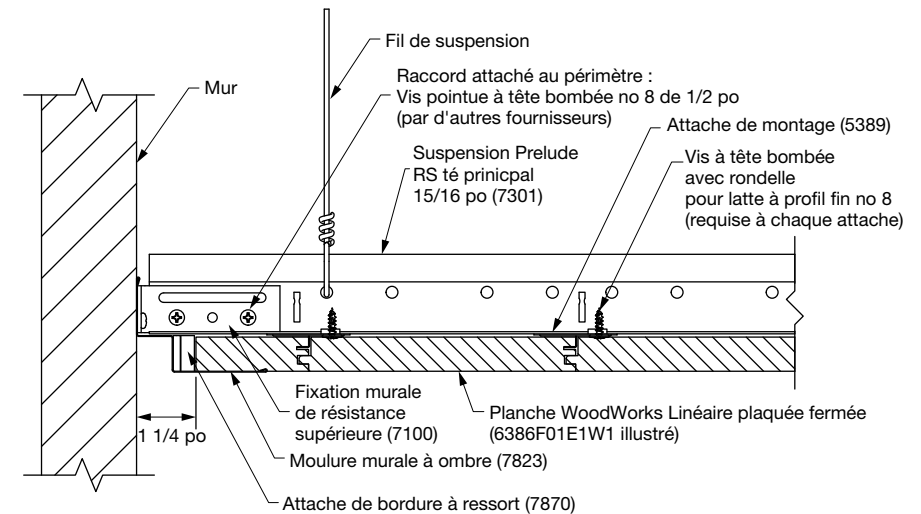 Fil de suspension
Mur
Raccord attaché au périmètre :
Vis pointue à tête bombée no 8 de 1/2 po
(par d'autres fournisseurs)
Attache de montage (5389)
Suspension Prelude
RS té prinicpal
15/16 po (7301)
Vis à tête bombée
avec rondelle
pour latte à profil fin no 8
(requise à chaque attache)
Fixation murale
de résistance
supérieure (7100)
1 1/4 po
Planche WoodWorks Linéaire plaquée fermée
(6386F01E1W1 illustré)
Moulure murale à ombre (7823)
Attache de bordure à ressort (7870)